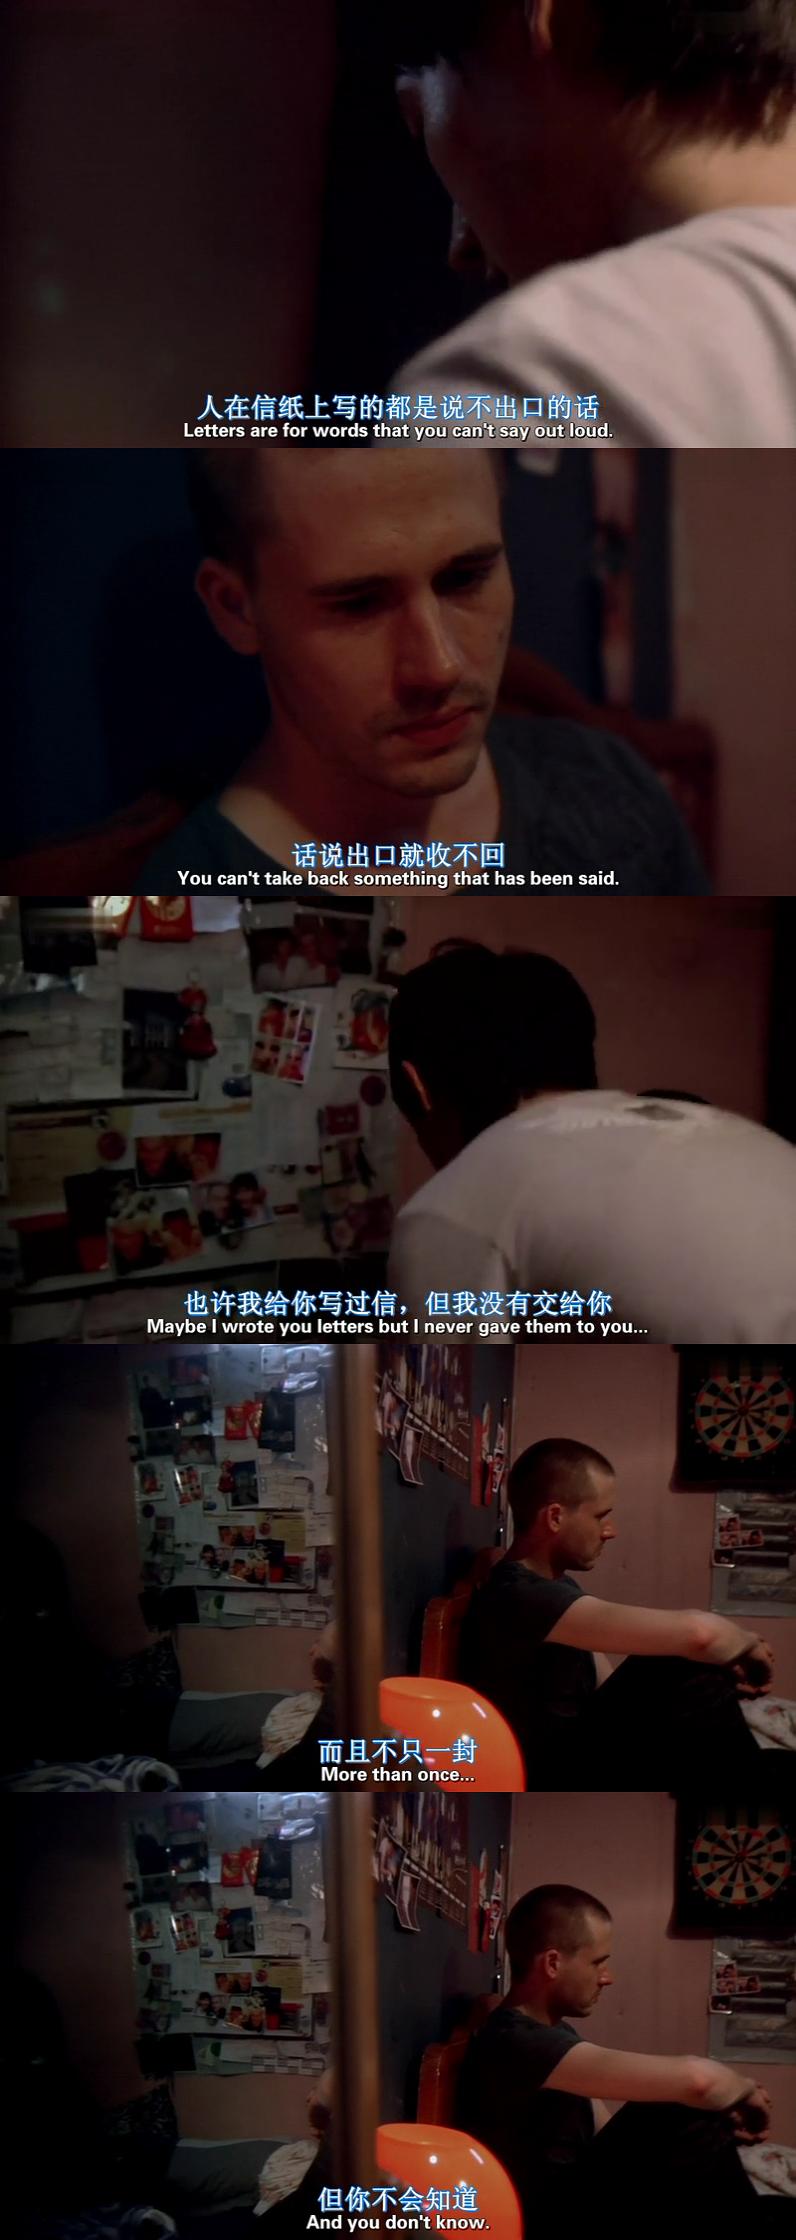 人在信纸上写的都是说不出口的话
Letters are for words that you can't say out loud.
话说出口就收不回
You can't take back something that has been said.
也许我给你写过信，但我没有交给你
Maybe I wrote you letters but I never gave them to you...
而且不只一封
More than once...
但你不会知道
And you don't know.